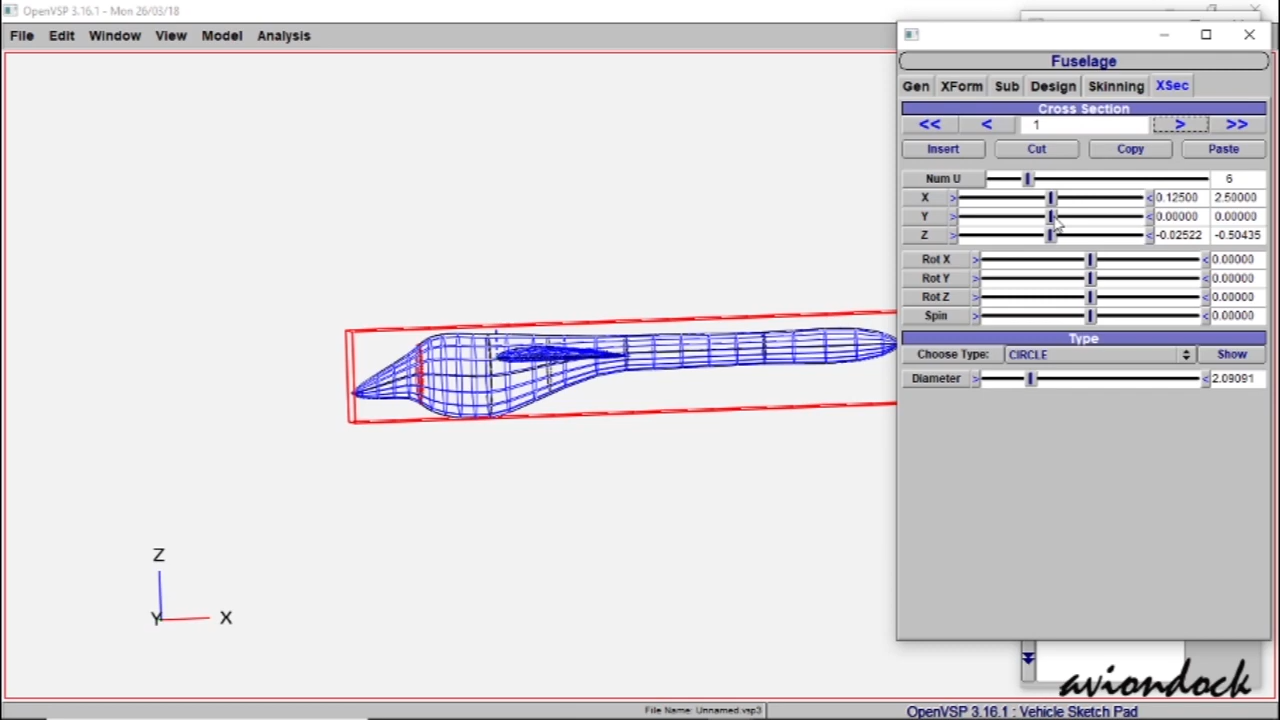 OpenVSP 3.16.1 - Mon 26/03/18
File Edit Window View Model Analysis
Fuselage
Gen XForm Sub Design Skinning XSec
Cross Section
<< < 1 > >>
Insert Cut Copy Paste
Num U 6
X > < 0.12500 2.50000
Y > < 0.00000 0.00000
Z > < -0.02522 -0.50435
Rot X > < 0.00000
Rot Y > < 0.00000
Rot Z > < 0.00000
Spin > < 0.00000
Type
Choose Type: CIRCLE Show
Diameter > < 2.09091
Z
Y X
aviondock
File Name: Unnamed.vsp3
OpenVSP 3.16.1 : Vehicle Sketch Pad